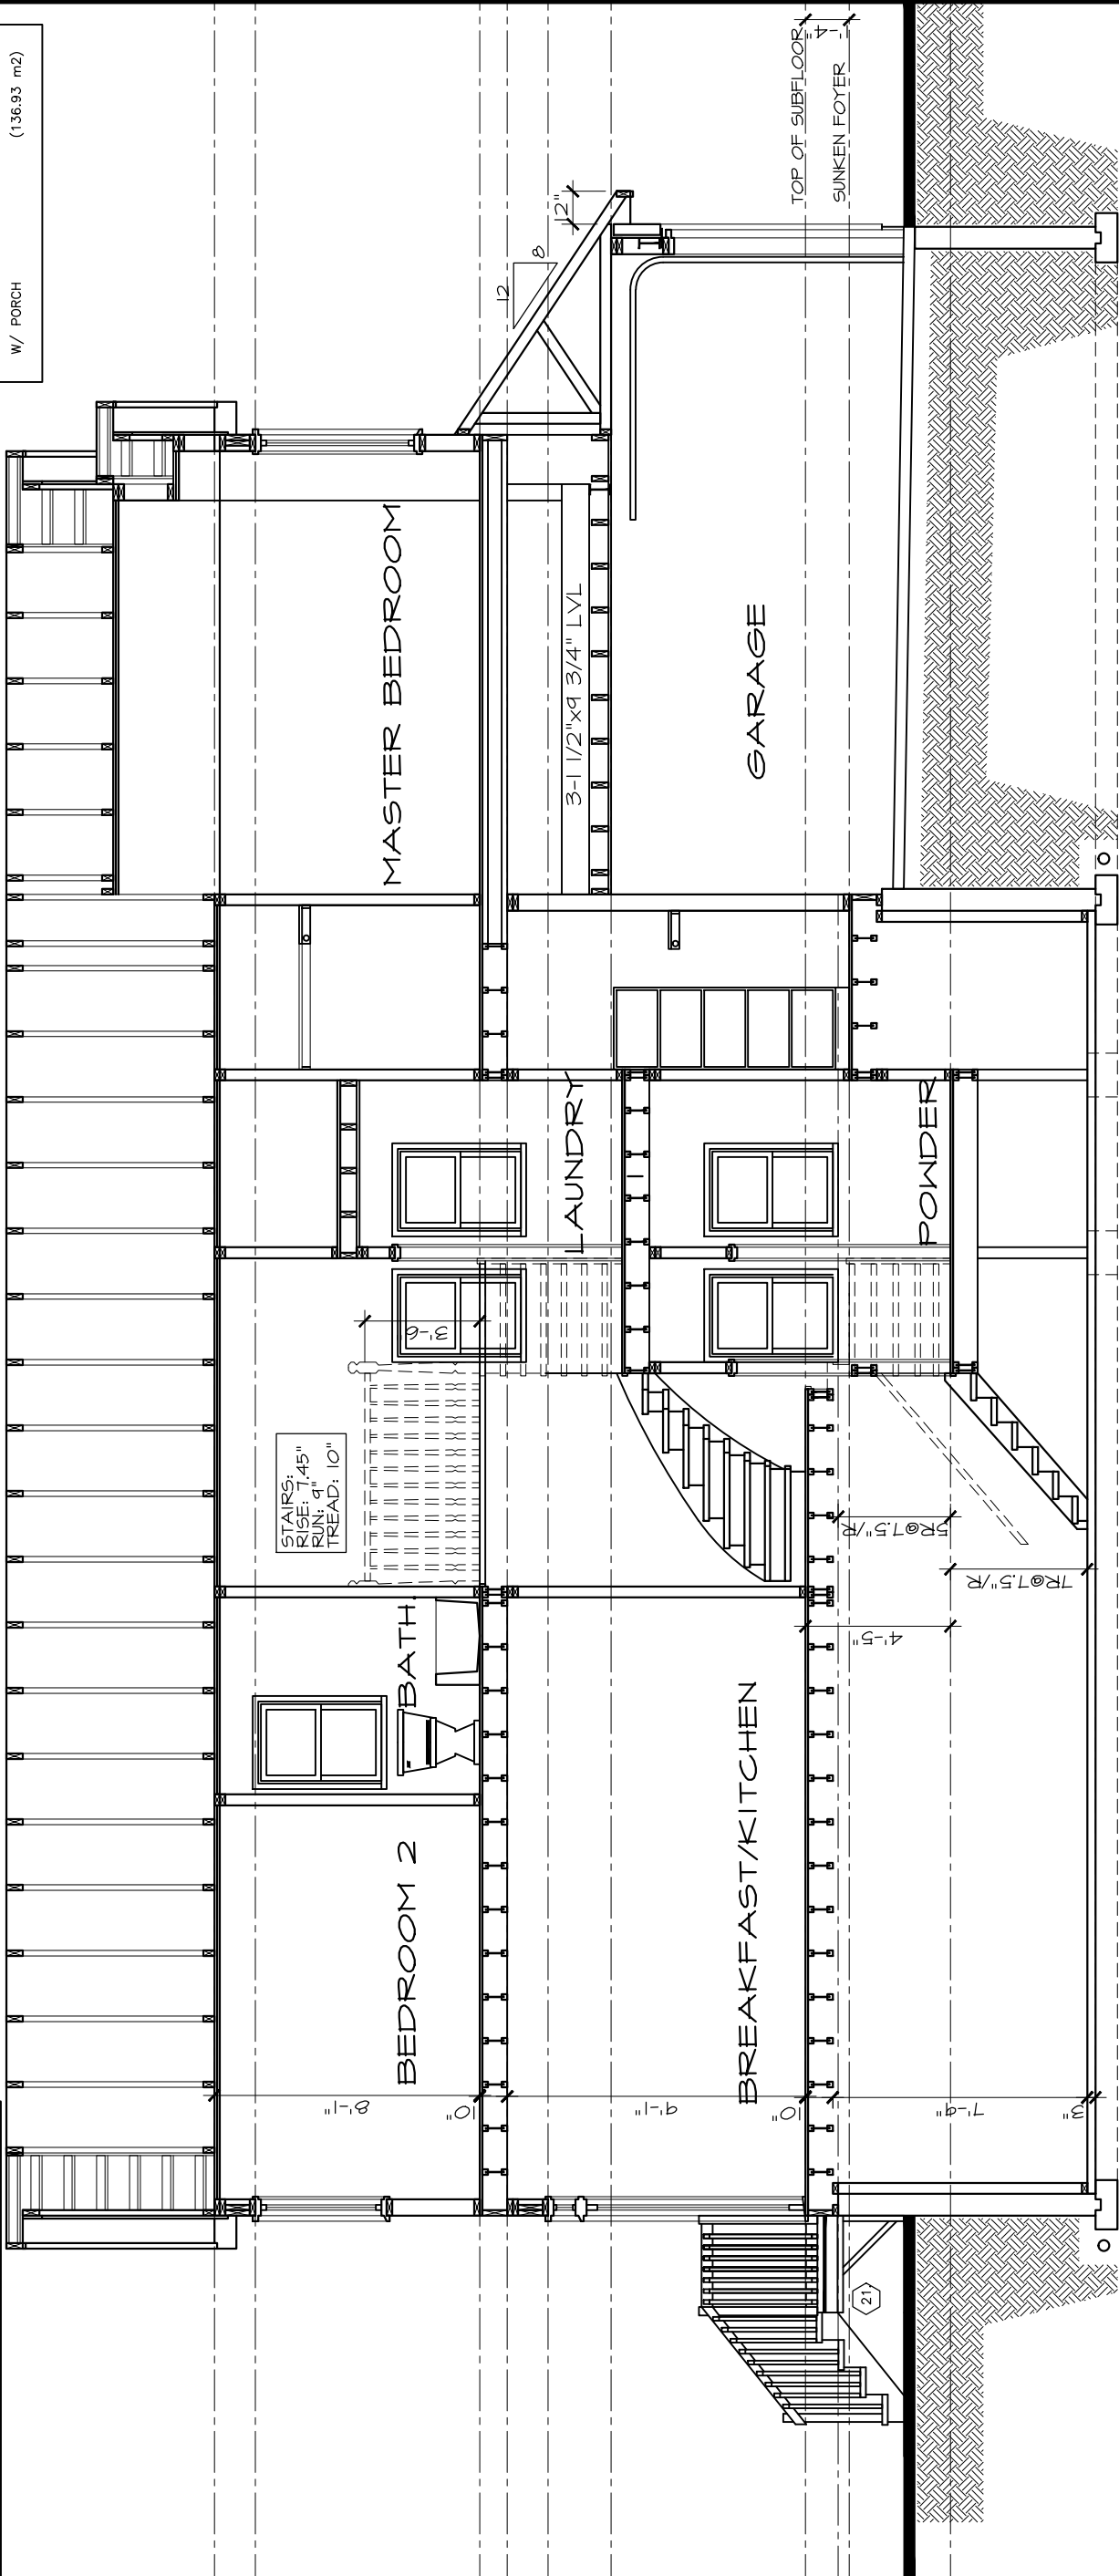 W/ PORCH (136.93 m2)
12
8
12"
TOP OF SUBFLOOR
SUNKEN FOYER
1'-4"
MASTER BEDROOM
3-1 1/2"x9 3/4" LVL
GARAGE
LAUNDRY
POWDER
3'-6"
STAIRS:
RISE: 7.45"
RUN: 9"
TREAD: 10"
5R@7.5"/R
7R@7.5"/R
4'-5"
BATH.
BEDROOM 2
BREAKFAST/KITCHEN
8'-1"
10"
9'-1"
10"
7'-9"
3"
21